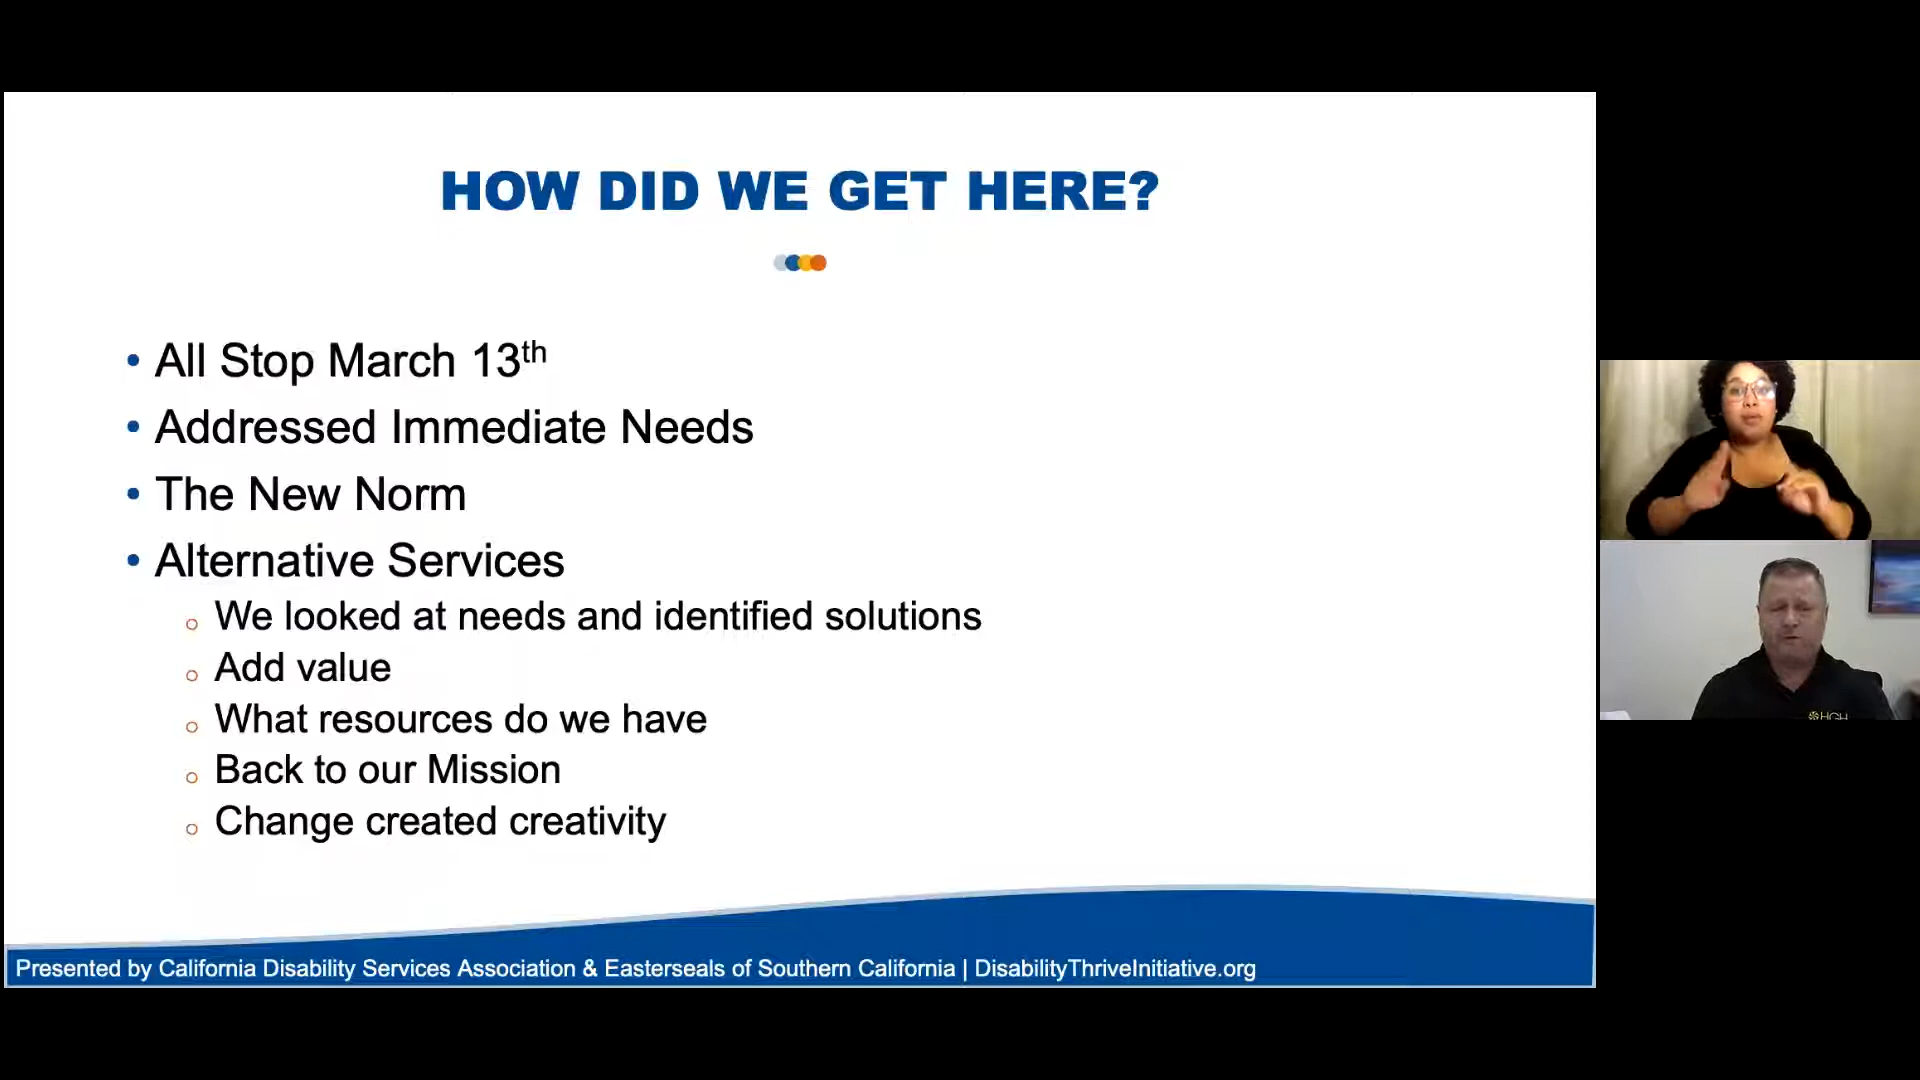 HOW DID WE GET HERE?
• All Stop March 13th
• Addressed Immediate Needs
• The New Norm
• Alternative Services
o We looked at needs and identified solutions
o Add value
o What resources do we have
o Back to our Mission
o Change created creativity
Presented by California Disability Services Association & Easterseals of Southern California | DisabilityThriveInitiative.org
HGH